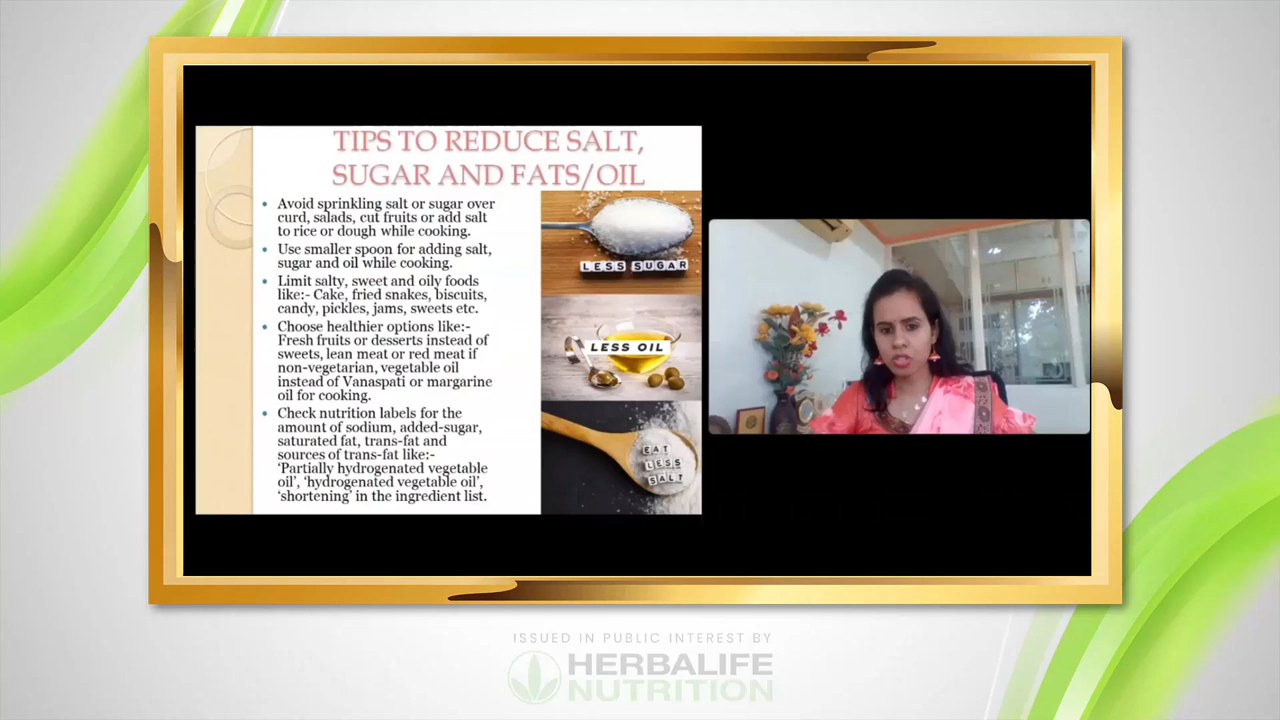 TIPS TO REDUCE SALT,
SUGAR AND FATS/OIL
• Avoid sprinkling salt or sugar over
curd, salads, cut fruits or add salt
to rice or dough while cooking.
• Use smaller spoon for adding salt,
sugar and oil while cooking.
• Limit salty, sweet and oily foods
like:- Cake, fried snakes, biscuits,
candy, pickles, jams, sweets etc.
• Choose healthier options like:-
Fresh fruits or desserts instead of
sweets, lean meat or red meat if
non-vegetarian, vegetable oil
instead of Vanaspati or margarine
oil for cooking.
• Check nutrition labels for the
amount of sodium, added-sugar,
saturated fat, trans-fat and
sources of trans-fat like:-
‘Partially hydrogenated vegetable
oil’, ‘hydrogenated vegetable oil’,
‘shortening’ in the ingredient list.
LESS SUGAR
LESS OIL
EAT
LESS
SALT
ISSUED IN PUBLIC INTEREST BY
HERBALIFE
NUTRITION